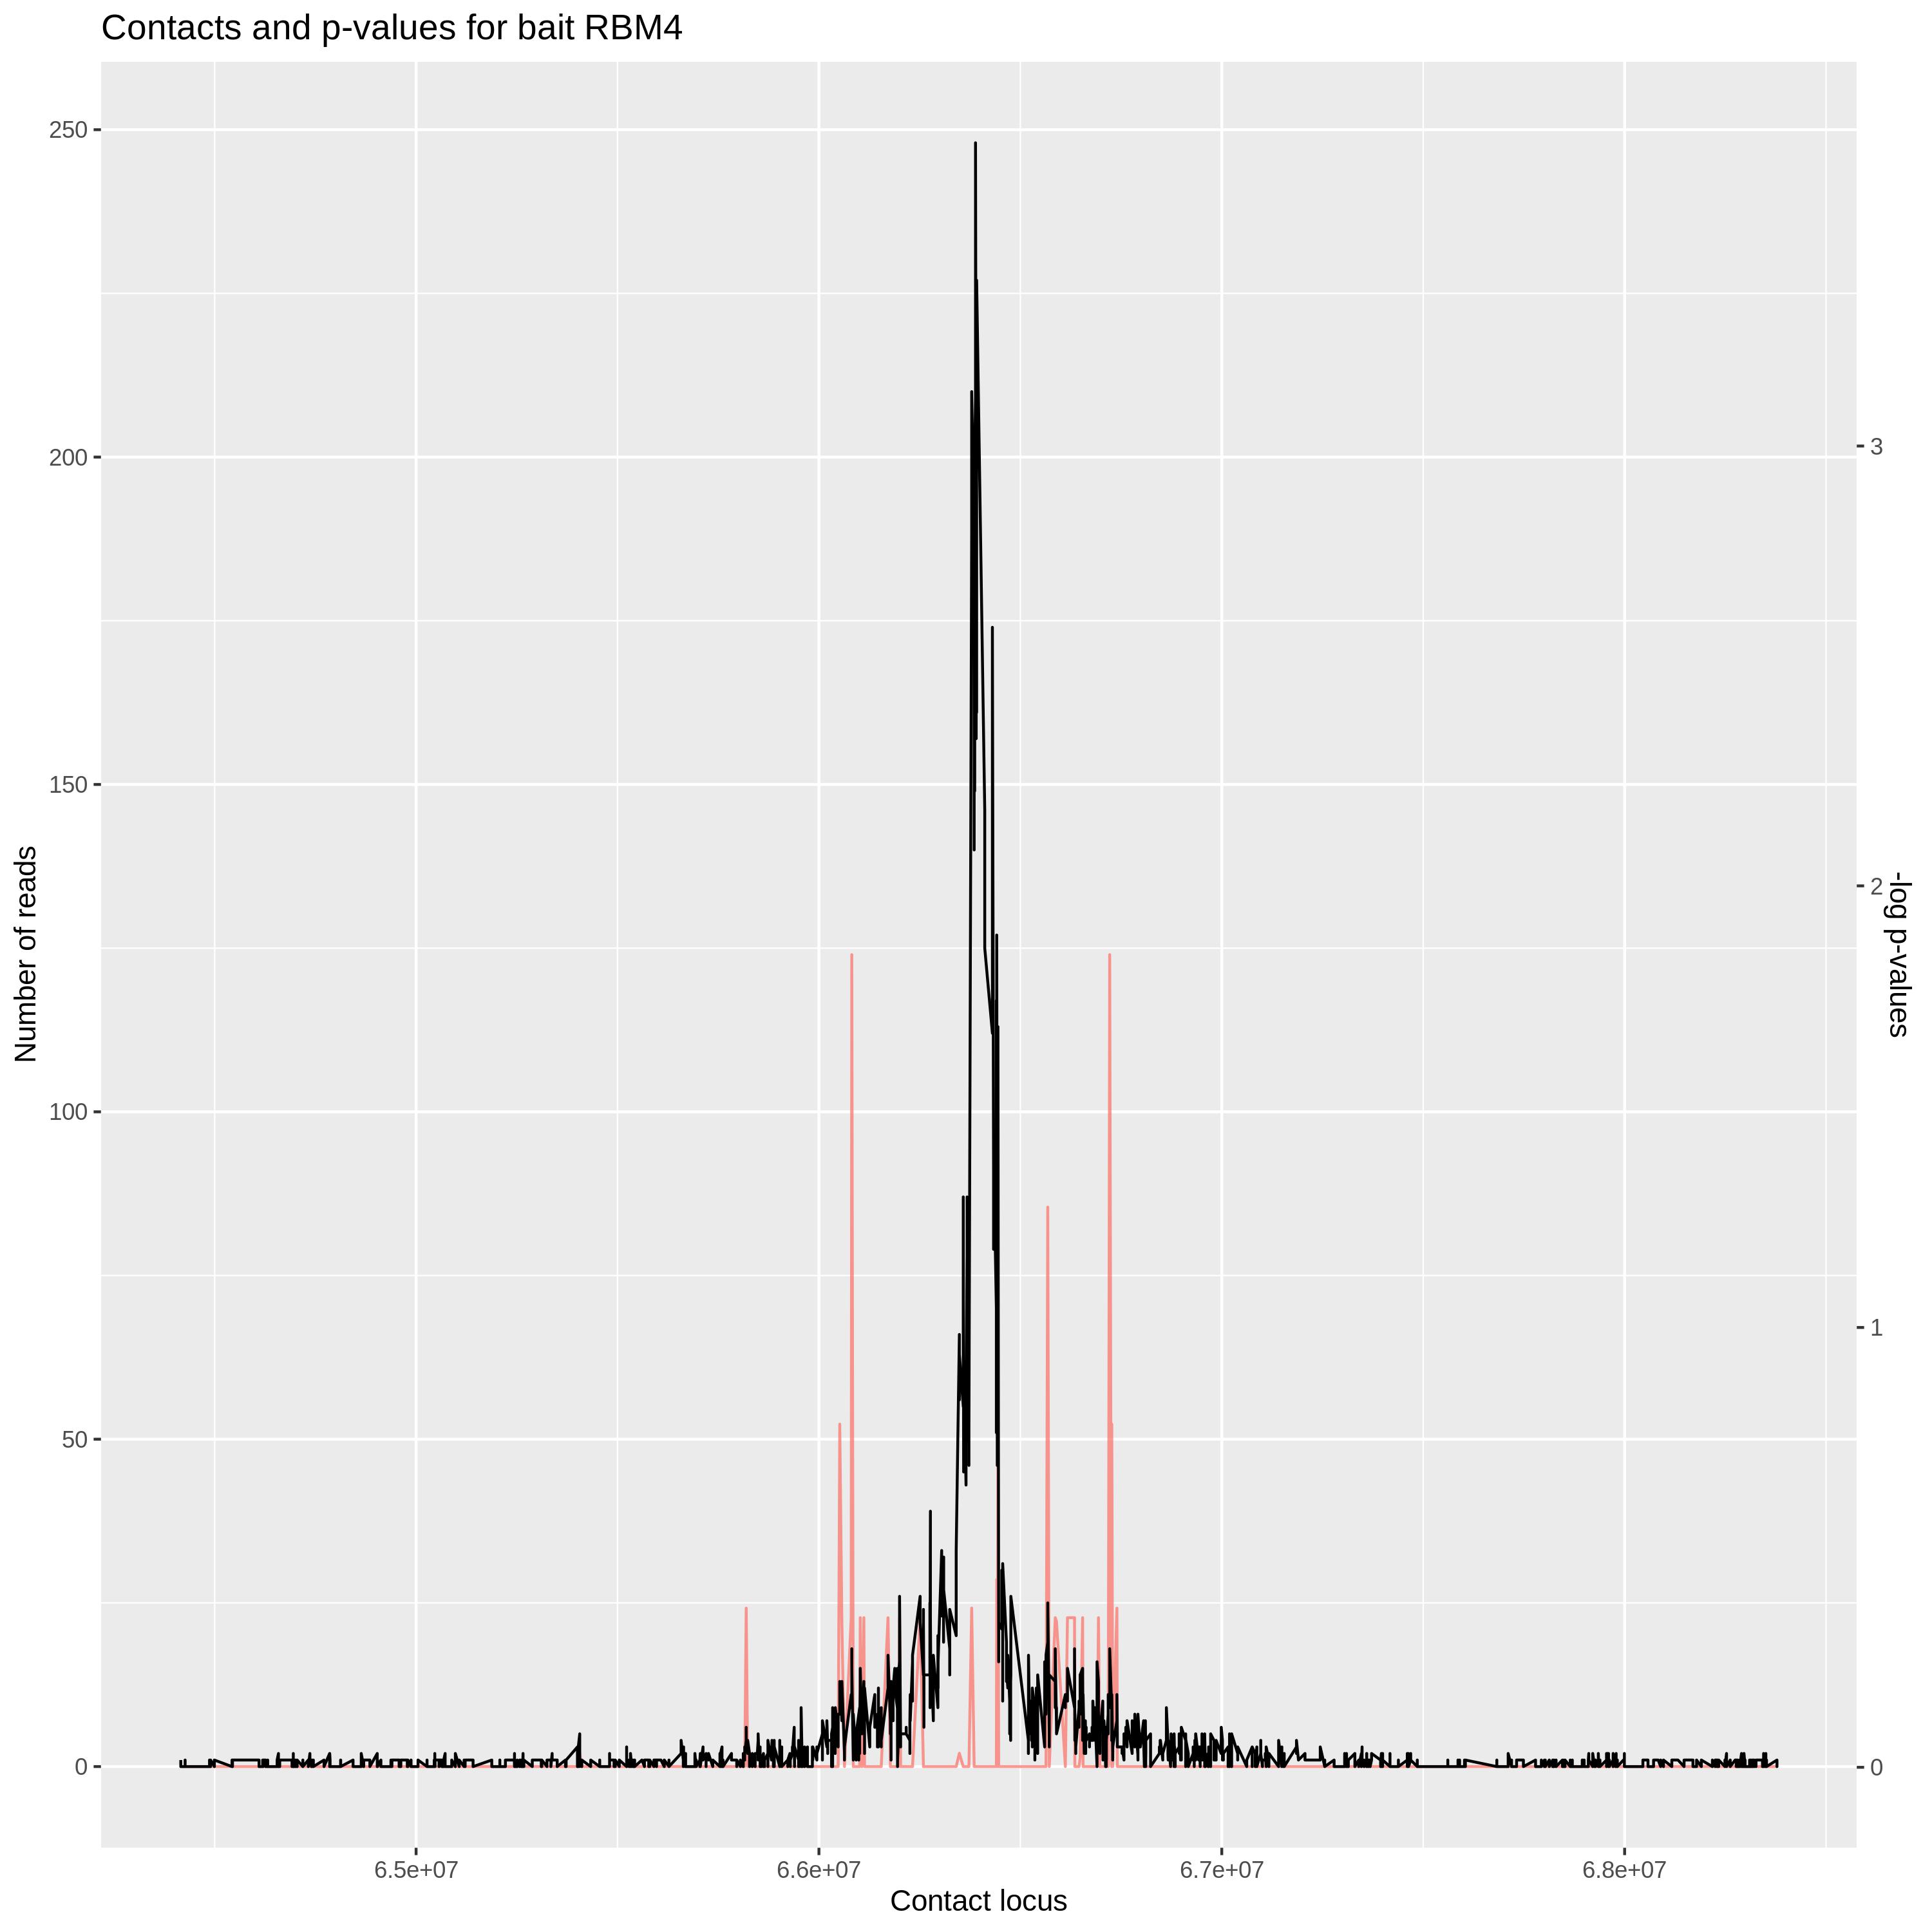 Contacts and p-values for bait RBM4
250
200
150
100
50
0
Number of reads
3
2
1
0
-log p-values
6.5e+07 6.6e+07 6.7e+07 6.8e+07
Contact locus